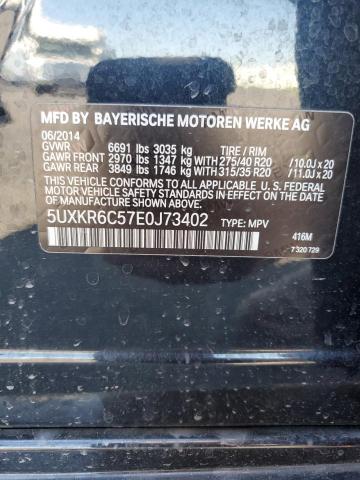 MFD BY BAYERISCHE MOTOREN WERKE AG
06/2014
GVWR 6691 lbs 3035 kg TIRE / RIM
GAWR FRONT 2970 lbs 1347 kg WITH 275/40 R20 /10.0J x 20
GAWR REAR 3849 lbs 1746 kg WITH 315/35 R20 /11.0J x 20
THIS VEHICLE CONFORMS TO ALL APPLICABLE U.S. FEDERAL
MOTOR VEHICLE SAFETY STANDARDS IN EFFECT ON THE
DATE OF MANUFACTURE SHOWN ABOVE.
5UXKR6C57E0J73402 TYPE: MPV
416M
7320729